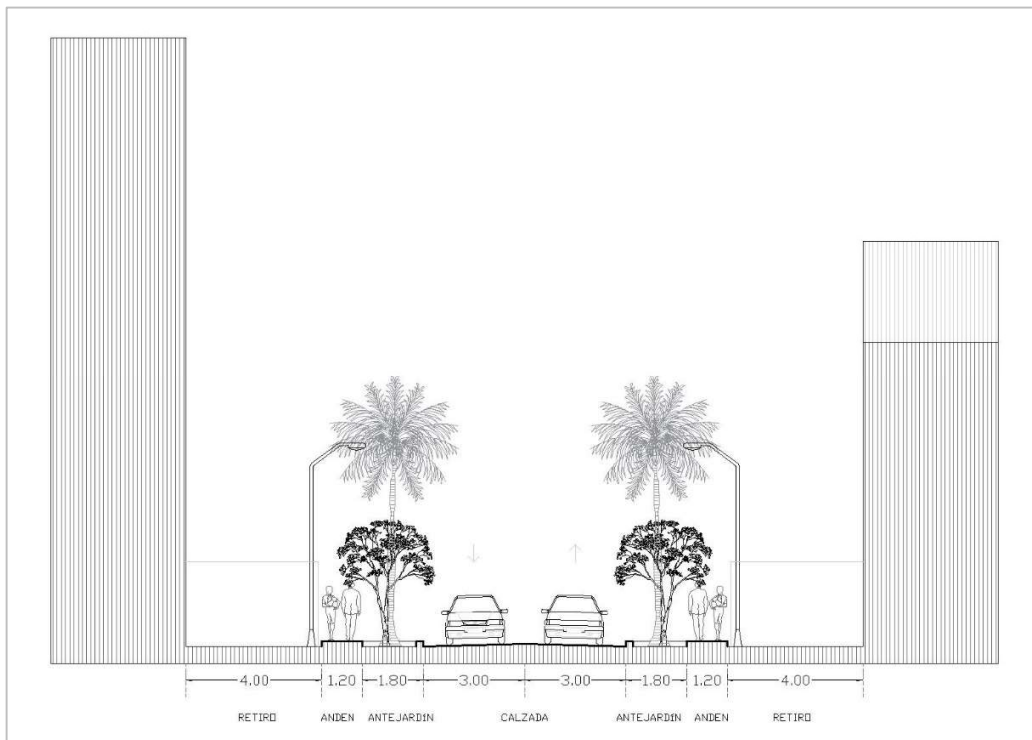 4.00 1.20 1.80 3.00 3.00 1.80 1.20 4.00
RETIRO ANDEN ANTEJARDIN CALZADA ANTEJARDIN ANDEN RETIRO